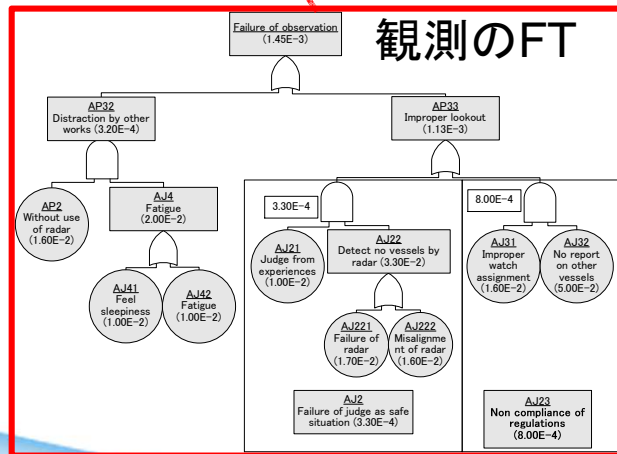 Failure of observation
(1.45E-3)
観測のFT
AP32
Distraction by other
works (3.20E-4)
AP33
Improper lookout
(1.13E-3)
AP2
Without use
of radar
(1.60E-2)
AJ4
Fatigue
(2.00E-2)
3.30E-4
8.00E-4
AJ21
Judge from
experiences
(1.00E-2)
AJ22
Detect no vessels by
radar (3.30E-2)
AJ31
Improper
watch
assignment
(1.60E-2)
AJ32
No report
on other
vessels
(5.00E-2)
AJ41
Feel
sleepiness
(1.00E-2)
AJ42
Fatigue
(1.00E-2)
AJ221
Failure of
radar
(1.70E-2)
AJ222
Misalignme
nt of radar
(1.60E-2)
AJ2
Failure of judge as safe
situation (3.30E-4)
AJ23
Non compliance of
regulations
(8.00E-4)